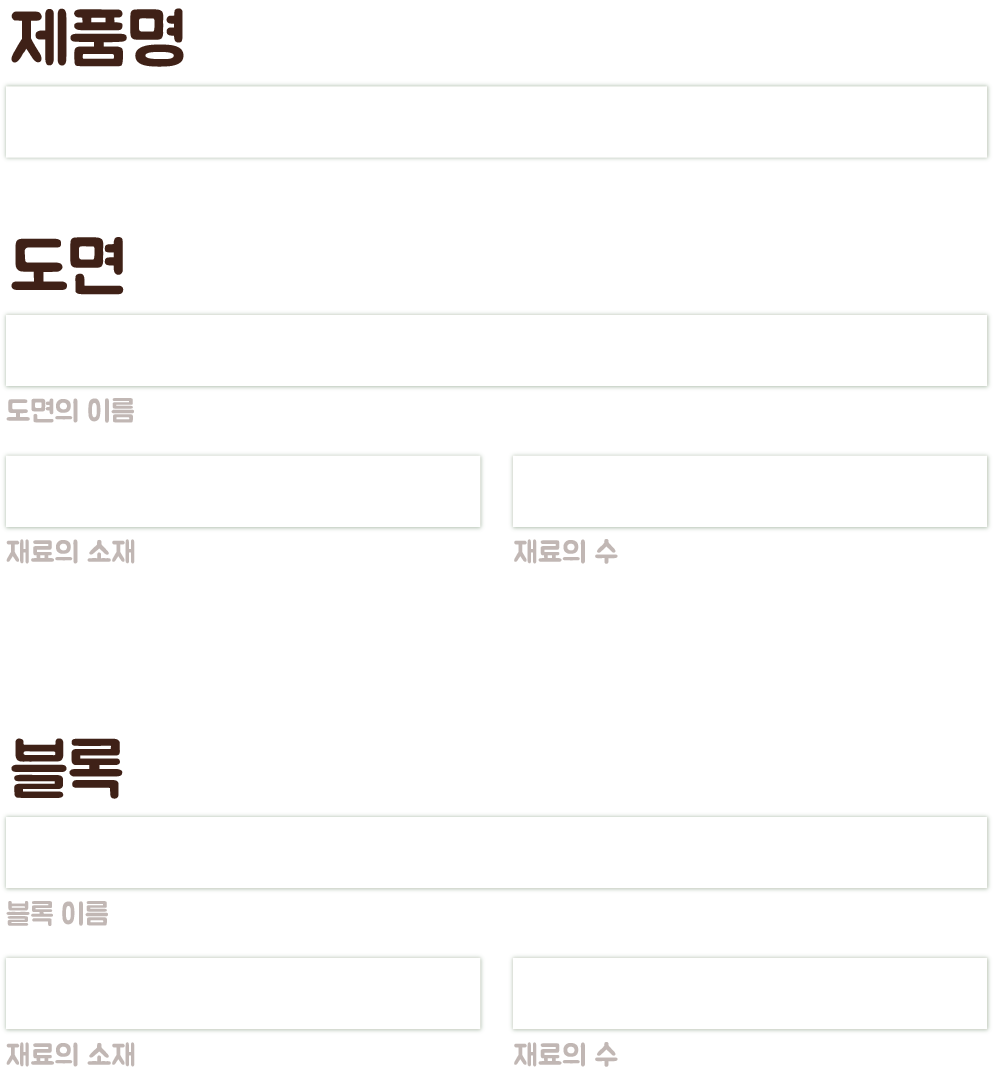 제품명
도면
도면의 이름
재료의 소재 재료의 수
블록
블록 이름
재료의 소재 재료의 수